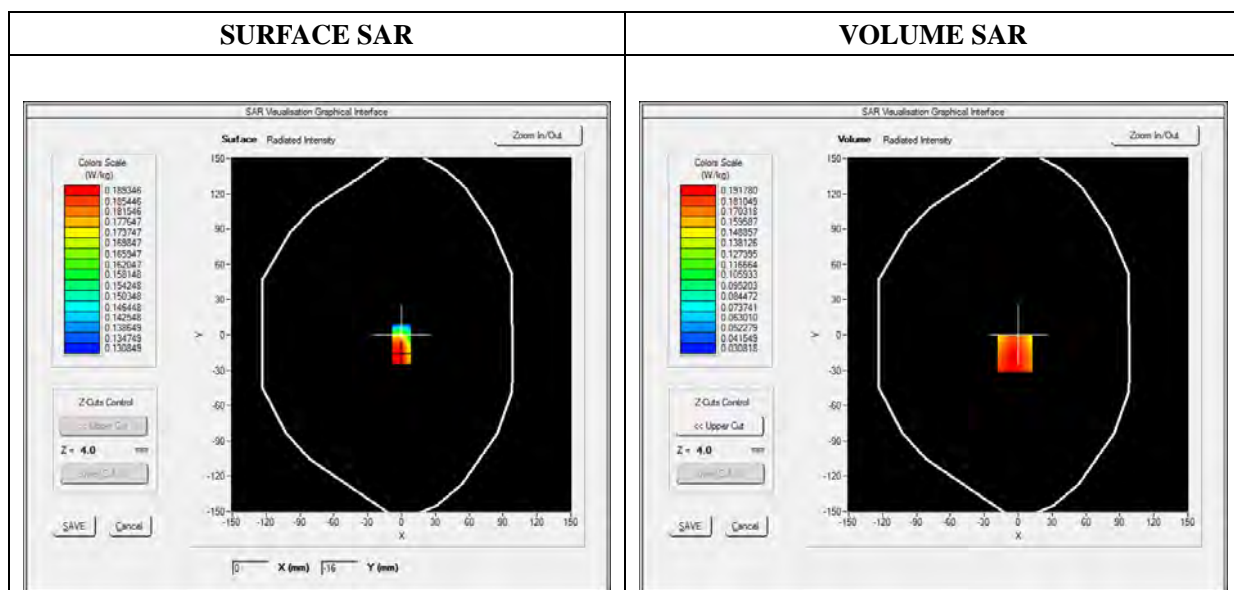 SURFACE SAR
SAR Visualisation Graphical Interface
Surface Radiated Intensity
Zoom In/Out
Colors Scale
(W/kg)
0.189346
0.185446
0.181546
0.177647
0.173747
0.169847
0.165947
0.162047
0.158148
0.154248
0.150348
0.146448
0.142548
0.138649
0.134749
0.130849
Z-Cuts Control
<< Upper Cut
Z = 4.0 mm
SAVE Cancel
150
120
90
60
30
0
-30
-60
-90
-120
-150
Y
-150 -120 -90 -60 -30 0 30 60 90 120 150
X
0 X (mm) -16 Y (mm)
VOLUME SAR
SAR Visualisation Graphical Interface
Volume Radiated Intensity
Zoom In/Out
Colors Scale
(W/kg)
0.191780
0.181049
0.170318
0.159587
0.148857
0.138126
0.127395
0.116664
0.105933
0.095203
0.084472
0.073741
0.063010
0.052279
0.041549
0.030818
Z-Cuts Control
<< Upper Cut
Z = 4.0 mm
SAVE Cancel
150
120
90
60
30
0
-30
-60
-90
-120
-150
Y
-150 -120 -90 -60 -30 0 30 60 90 120 150
X